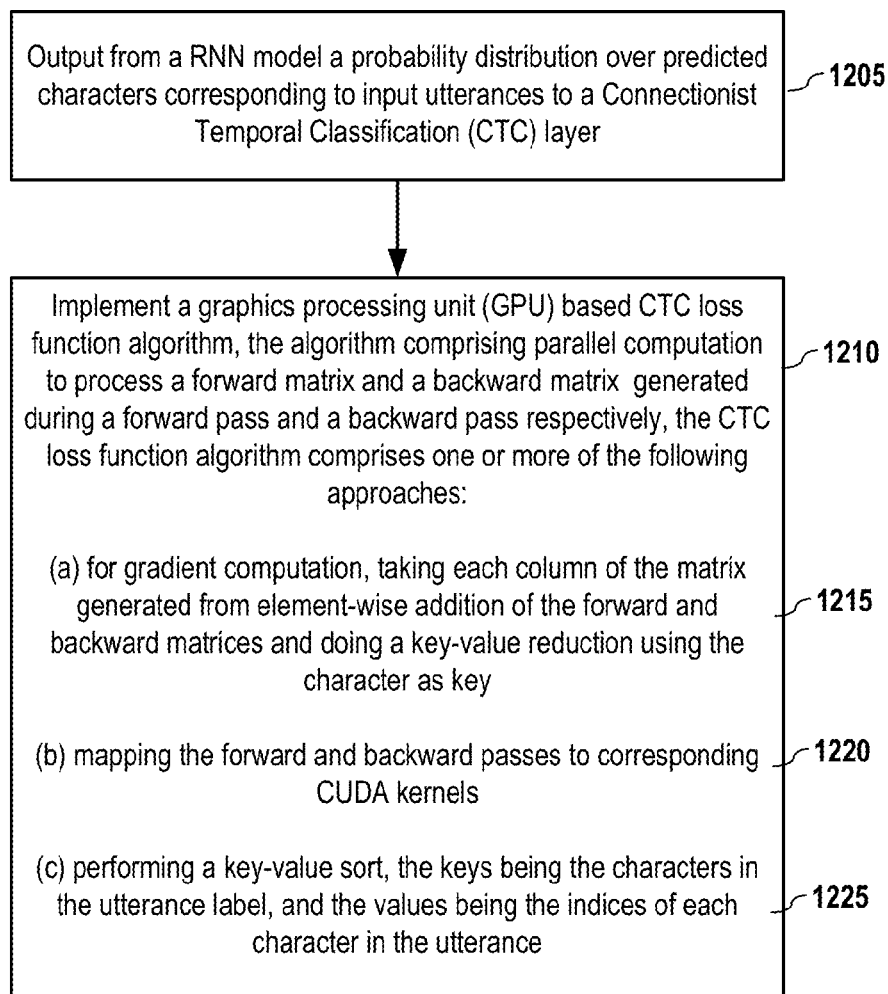 Output from a RNN model a probability distribution over predicted
characters corresponding to input utterances to a Connectionist
Temporal Classification (CTC) layer
1205
Implement a graphics processing unit (GPU) based CTC loss
function algorithm, the algorithm comprising parallel computation
to process a forward matrix and a backward matrix generated
during a forward pass and a backward pass respectively, the CTC
loss function algorithm comprises one or more of the following
approaches:
1210
(a) for gradient computation, taking each column of the matrix
generated from element-wise addition of the forward and
backward matrices and doing a key-value reduction using the
character as key
1215
(b) mapping the forward and backward passes to corresponding
CUDA kernels
1220
(c) performing a key-value sort, the keys being the characters in
the utterance label, and the values being the indices of each
character in the utterance
1225